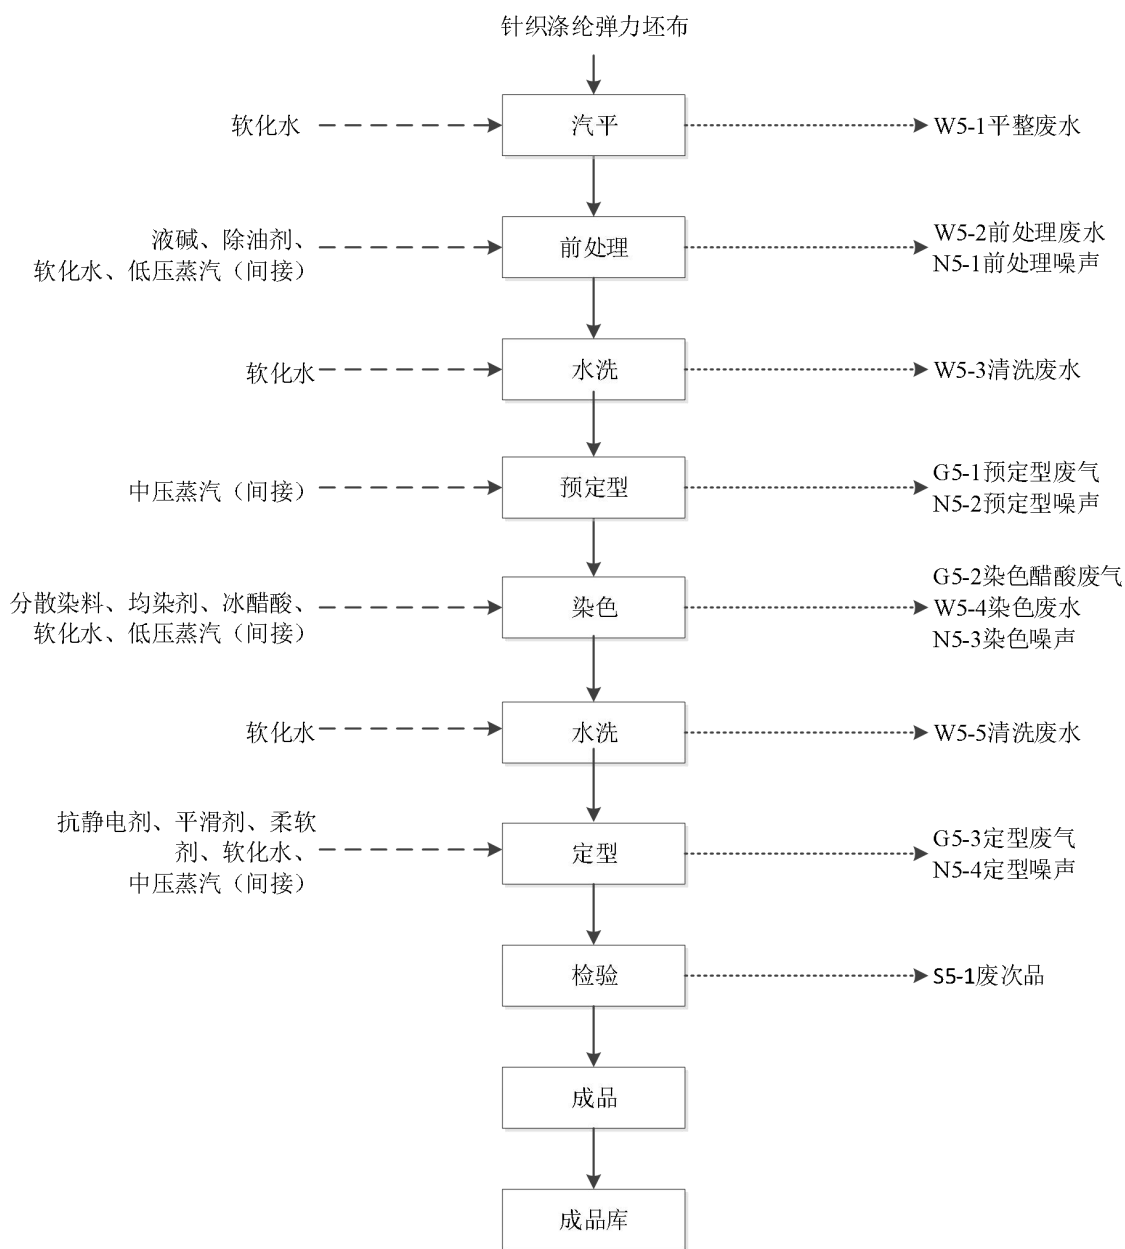 针织涤纶弹力坯布
软化水
汽平
W5-1平整废水
液碱、除油剂、
软化水、低压蒸汽（间接）
前处理
W5-2前处理废水
N5-1前处理噪声
软化水
水洗
W5-3清洗废水
中压蒸汽（间接）
预定型
G5-1预定型废气
N5-2预定型噪声
分散染料、均染剂、冰醋酸、
软化水、低压蒸汽（间接）
染色
G5-2染色醋酸废气
W5-4染色废水
N5-3染色噪声
软化水
水洗
W5-5清洗废水
抗静电剂、平滑剂、柔软
剂、软化水、
中压蒸汽（间接）
定型
G5-3定型废气
N5-4定型噪声
检验
S5-1废次品
成品
成品库